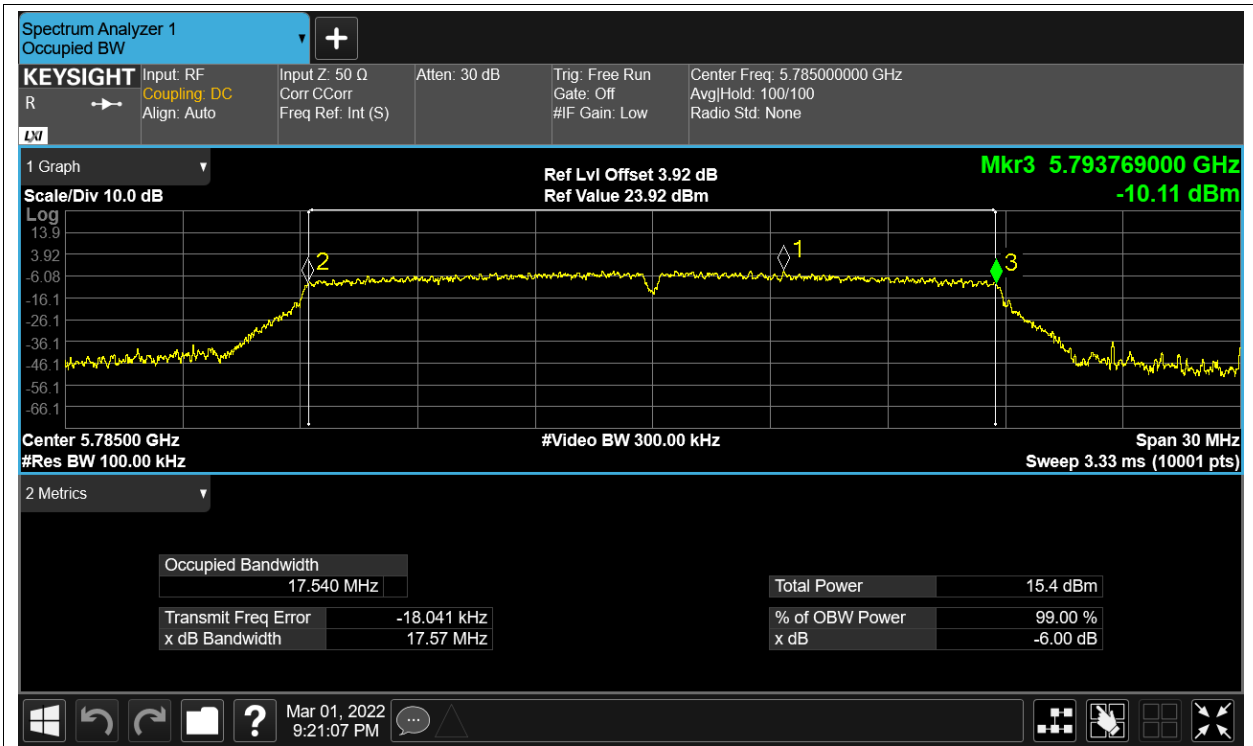 Spectrum Analyzer 1
Occupied BW
KEYSIGHT
R
LXI
Input: RF
Coupling: DC
Align: Auto
Input Z: 50 Ω
Corr CCorr
Freq Ref: Int (S)
Atten: 30 dB
Trig: Free Run
Gate: Off
#IF Gain: Low
Center Freq: 5.785000000 GHz
Avg|Hold: 100/100
Radio Std: None
1 Graph
Scale/Div 10.0 dB
Ref Lvl Offset 3.92 dB
Ref Value 23.92 dBm
Mkr3 5.793769000 GHz
-10.11 dBm
Log
13.9
3.92
-6.08
-16.1
-26.1
-36.1
-46.1
-56.1
-66.1
2
1
3
Center 5.78500 GHz
#Res BW 100.00 kHz
#Video BW 300.00 kHz
Span 30 MHz
Sweep 3.33 ms (10001 pts)
2 Metrics
Occupied Bandwidth
17.540 MHz
Transmit Freq Error -18.041 kHz
x dB Bandwidth 17.57 MHz
Total Power 15.4 dBm
% of OBW Power 99.00 %
x dB -6.00 dB
?
Mar 01, 2022
9:21:07 PM